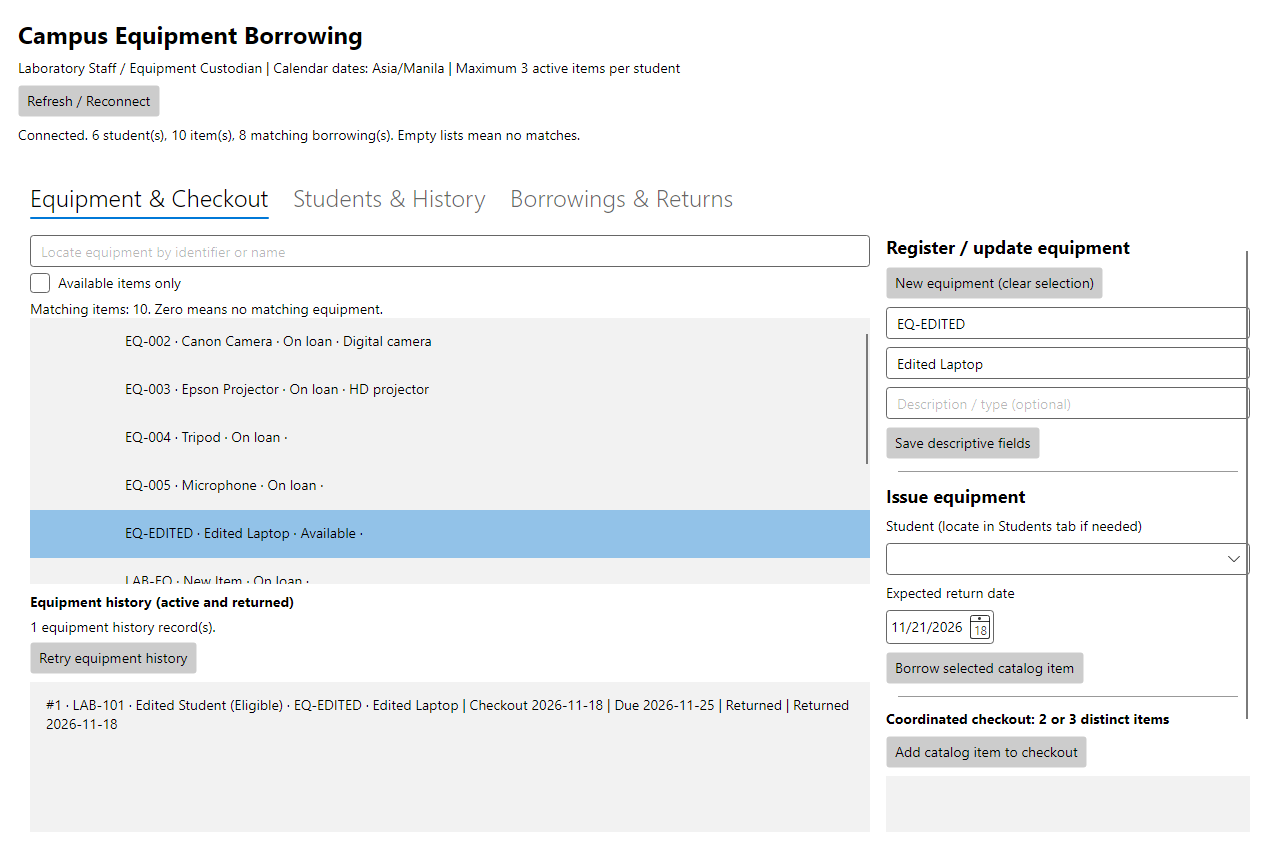 Campus Equipment Borrowing
Laboratory Staff / Equipment Custodian | Calendar dates: Asia/Manila | Maximum 3 active items per student
Refresh / Reconnect
Connected. 6 student(s), 10 item(s), 8 matching borrowing(s). Empty lists mean no matches.
Equipment & Checkout
Students & History
Borrowings & Returns
Locate equipment by identifier or name
Available items only
Matching items: 10. Zero means no matching equipment.
EQ-002 · Canon Camera · On loan · Digital camera
EQ-003 · Epson Projector · On loan · HD projector
EQ-004 · Tripod · On loan ·
EQ-005 · Microphone · On loan ·
EQ-EDITED · Edited Laptop · Available ·
LAB-EQ · New Item · On loan ·
Equipment history (active and returned)
1 equipment history record(s).
Retry equipment history
#1 · LAB-101 · Edited Student (Eligible) · EQ-EDITED · Edited Laptop | Checkout 2026-11-18 | Due 2026-11-25 | Returned | Returned
2026-11-18
Register / update equipment
New equipment (clear selection)
EQ-EDITED
Edited Laptop
Description / type (optional)
Save descriptive fields
Issue equipment
Student (locate in Students tab if needed)
Expected return date
11/21/2026
18
Borrow selected catalog item
Coordinated checkout: 2 or 3 distinct items
Add catalog item to checkout